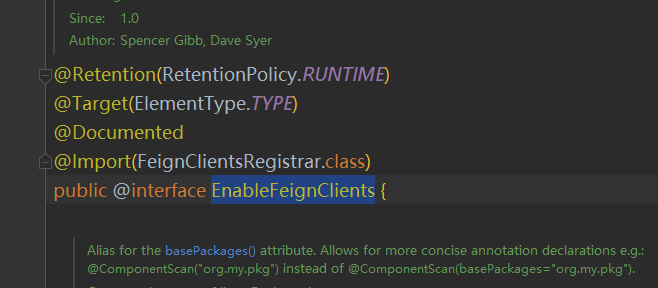 Since: 1.0
Author: Spencer Gibb, Dave Syer
@Retention(RetentionPolicy.RUNTIME)
@Target(ElementType.TYPE)
@Documented
@Import(FeignClientsRegistrar.class)
public @interface EnableFeignClients {
Alias for the basePackages() attribute. Allows for more concise annotation declarations e.g.:
@ComponentScan("org.my.pkg") instead of @ComponentScan(basePackages="org.my.pkg").